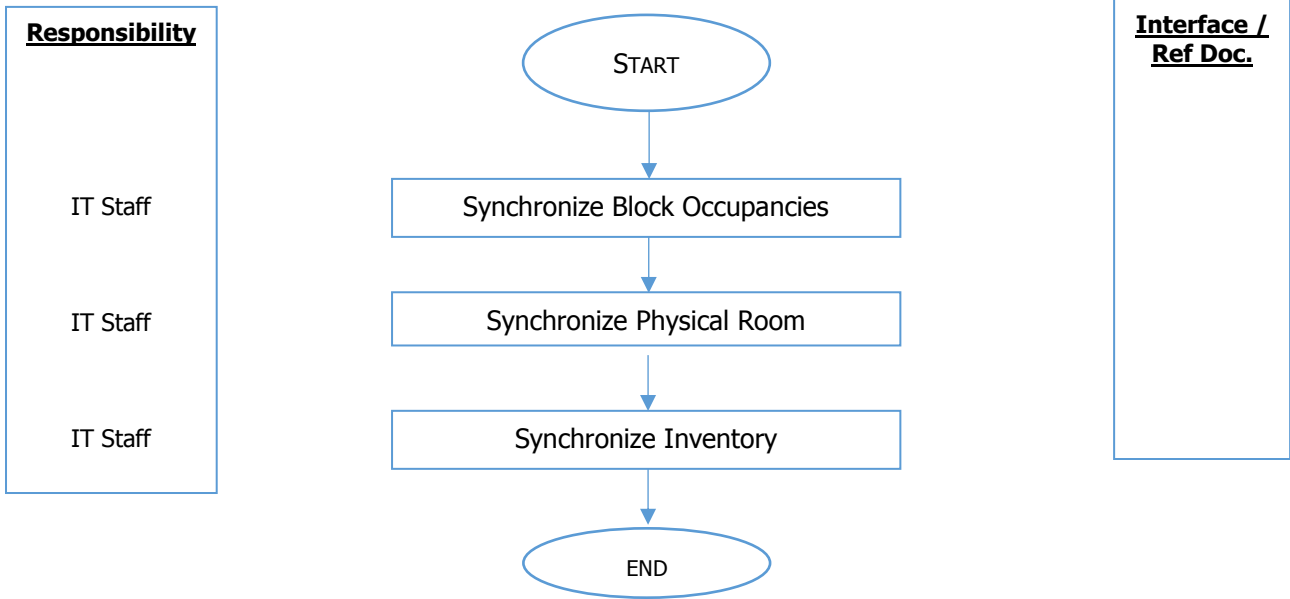 Responsibility
Interface /
Ref Doc.
START
IT Staff
Synchronize Block Occupancies
IT Staff
Synchronize Physical Room
IT Staff
Synchronize Inventory
END